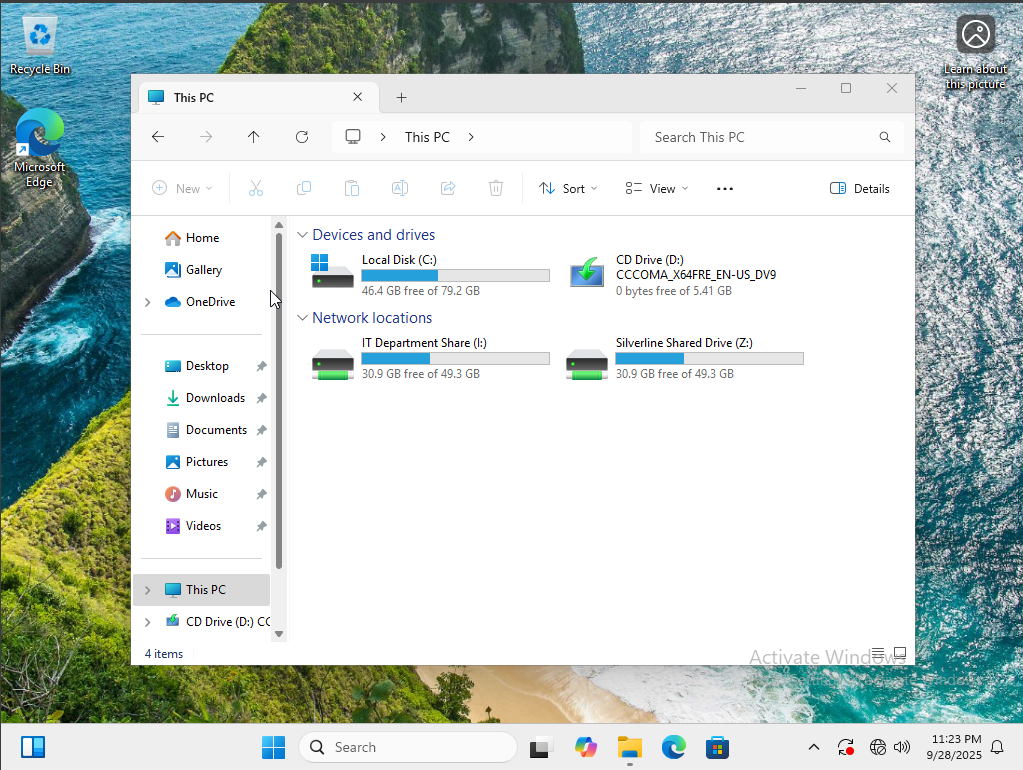 Recycle Bin
Learn about
this picture
Microsoft
Edge
This PC
This PC
Search This PC
New
Sort
View
Details
Home
Gallery
OneDrive
Desktop
Downloads
Documents
Pictures
Music
Videos
This PC
CD Drive (D:) CC
Devices and drives
Local Disk (C:)
46.4 GB free of 79.2 GB
CD Drive (D:)
CCCOMA_X64FRE_EN-US_DV9
0 bytes free of 5.41 GB
Network locations
IT Department Share (I:)
30.9 GB free of 49.3 GB
Silverline Shared Drive (Z:)
30.9 GB free of 49.3 GB
4 items
Activate Windows
Search
11:23 PM
9/28/2025